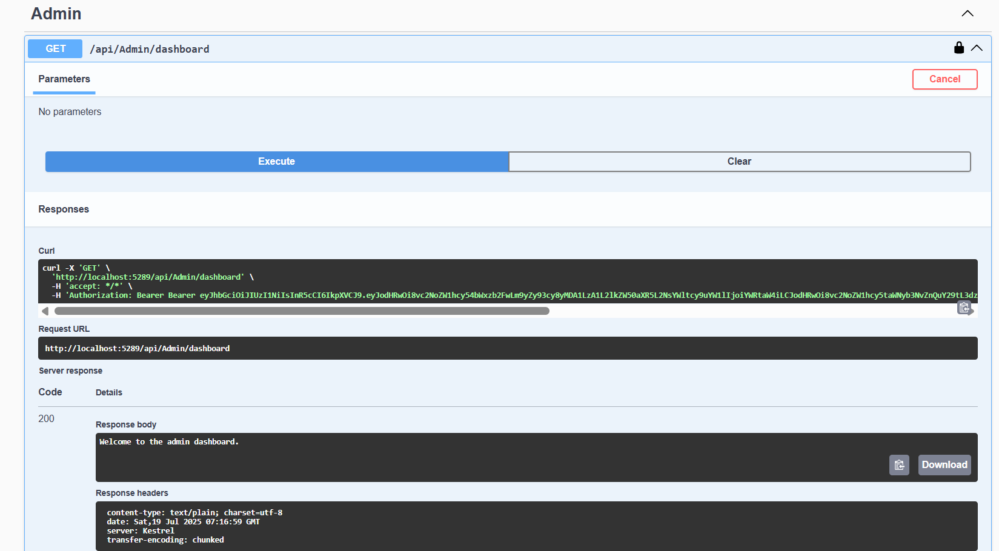 Admin
GET /api/Admin/dashboard
Parameters
Cancel
No parameters
Execute
Clear
Responses
Curl
curl -X 'GET' \
'http://localhost:5289/api/Admin/dashboard' \
-H 'accept: */*' \
-H 'Authorization: Bearer Bearer eyJhbGciOiJIUzI1NiIsInR5cCI6IkpXVCJ9.eyJodHRwOi8vc2NoZW1hcy54bWxzb2FwLm9yZy93cy8yMDA1LzA1L2lkZW50aXR5L2NsYWltcy9uYW1lIjoiYWRtaW4iLCJodHRwOi8vc2NoZW1hcy5taWNyb3NvZnQuY29tL3dz
Request URL
http://localhost:5289/api/Admin/dashboard
Server response
Code Details
200
Response body
Welcome to the admin dashboard.
Download
Response headers
content-type: text/plain; charset=utf-8
date: Sat,19 Jul 2025 07:16:59 GMT
server: Kestrel
transfer-encoding: chunked